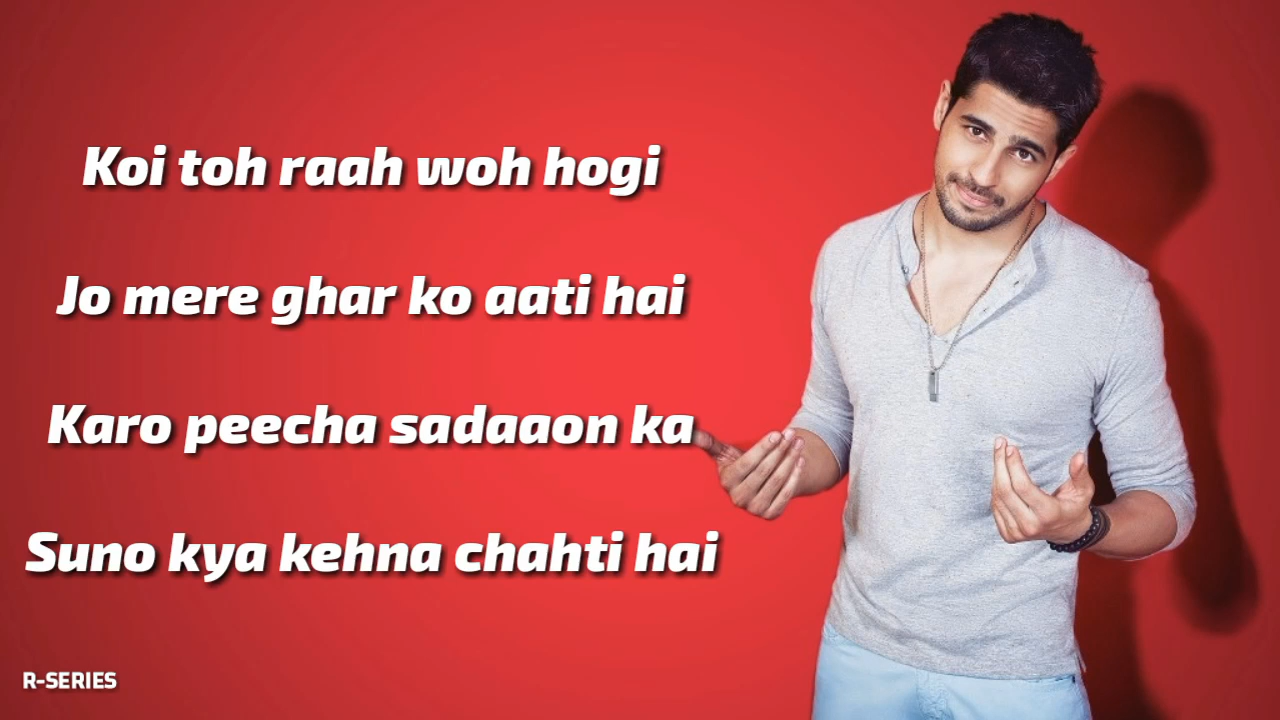 Koi toh raah woh hogi
Jo mere ghar ko aati hai
Karo peecha sadaaon ka
Suno kya kehna chahti hai
R-SERIES